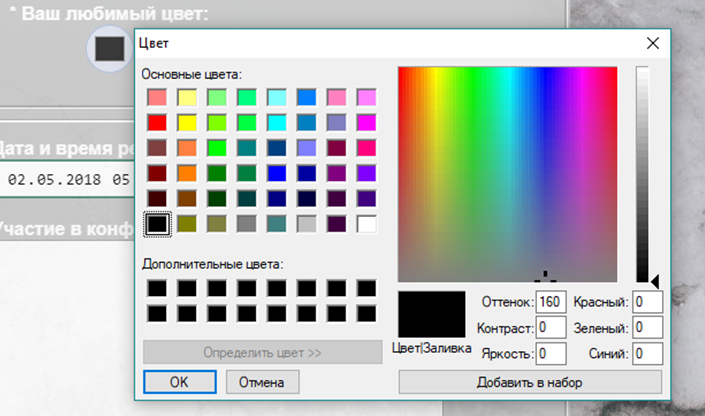 * Ваш любимый цвет:
Цвет
Основные цвета:
Дата и время ре
02.05.2018 05
Участие в конф
Дополнительные цвета:
Определить цвет >>
ОК Отмена
Цвет|Заливка
Оттенок: 160 Красный: 0
Контраст: 0 Зеленый: 0
Яркость: 0 Синий: 0
Добавить в набор